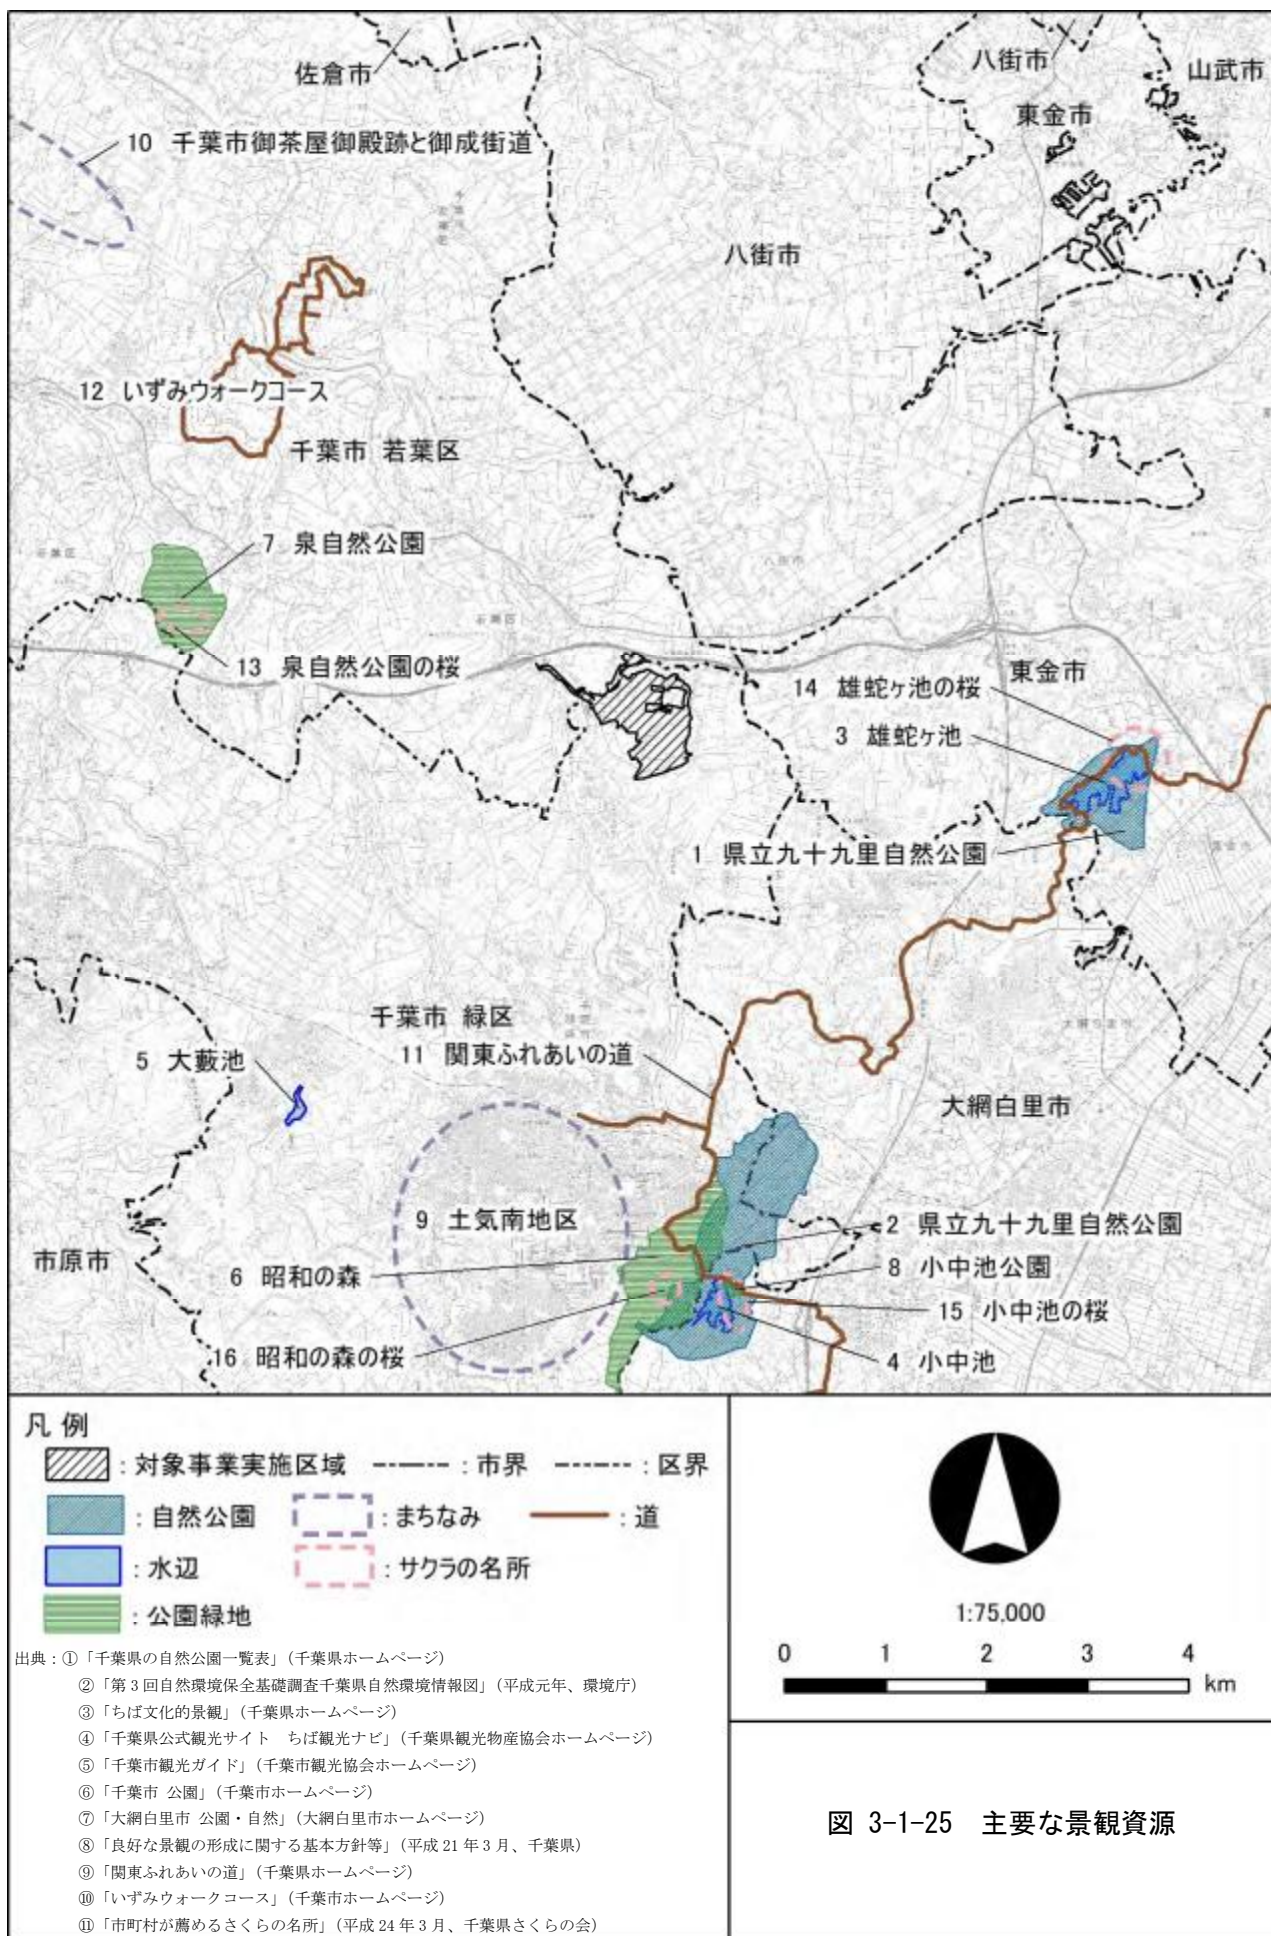 佐倉市
八街市
山武市
東金市
10 千葉市御茶屋御殿跡と御成街道
八街市
12 いずみウォークコース
千葉市 若葉区
7 泉自然公園
13 泉自然公園の桜
東金市
14 雄蛇ヶ池の桜
3 雄蛇ヶ池
1 県立九十九里自然公園
千葉市 緑区
11 関東ふれあいの道
5 大藪池
大網白里市
9 土気南地区
2 県立九十九里自然公園
市原市
6 昭和の森
8 小中池公園
15 小中池の桜
16 昭和の森の桜
4 小中池
凡 例
：対象事業実施区域 ：市界 ：区界
：自然公園 ：まちなみ ：道
：水辺 ：サクラの名所
：公園緑地
1:75,000
0 1 2 3 4
km
出典：①「千葉県の自然公園一覧表」（千葉県ホームページ）
②「第3回自然環境保全基礎調査千葉県自然環境情報図」（平成元年、環境庁）
③「ちば文化的景観」（千葉県ホームページ）
④「千葉県公式観光サイト　ちば観光ナビ」（千葉県観光物産協会ホームページ）
⑤「千葉市観光ガイド」（千葉市観光協会ホームページ）
⑥「千葉市 公園」（千葉市ホームページ）
⑦「大網白里市 公園・自然」（大網白里市ホームページ）
⑧「良好な景観の形成に関する基本方針等」（平成21年3月、千葉県）
⑨「関東ふれあいの道」（千葉県ホームページ）
⑩「いずみウォークコース」（千葉市ホームページ）
⑪「市町村が薦めるさくらの名所」（平成24年3月、千葉県さくらの会）
図 3-1-25　主要な景観資源